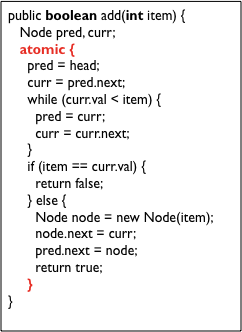 public boolean add(int item) {
Node pred, curr;
atomic {
pred = head;
curr = pred.next;
while (curr.val < item) {
pred = curr;
curr = curr.next;
}
if (item == curr.val) {
return false;
} else {
Node node = new Node(item);
node.next = curr;
pred.next = node;
return true;
}
}